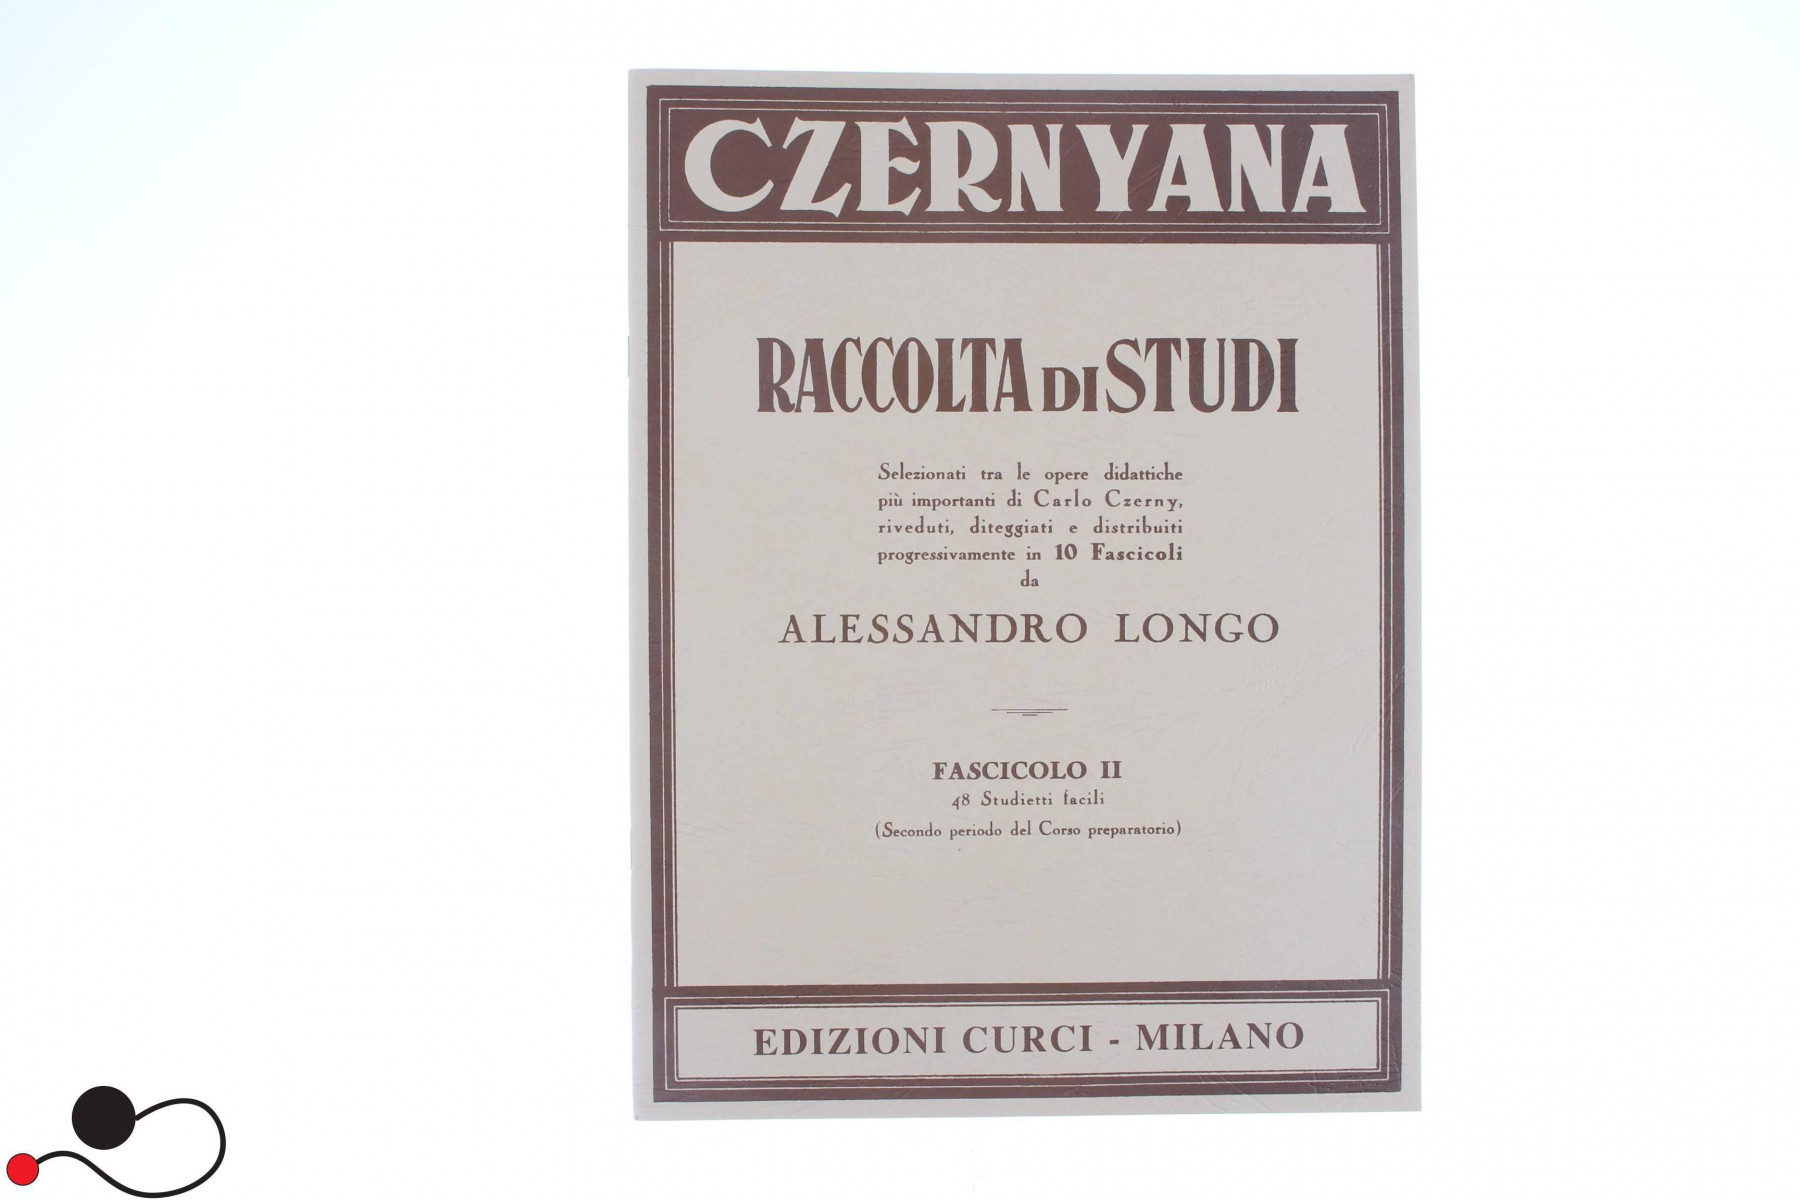 CZERNYANA
RACCOLTA DI STUDI
Selezionati tra le opere didattiche
più importanti di Carlo Czerny,
riveduti, diteggiati e distribuiti
progressivamente in 10 Fascicoli
da
ALESSANDRO LONGO
FASCICOLO II
48 Studietti facili
(Secondo periodo del Corso preparatorio)
EDIZIONI CURCI - MILANO